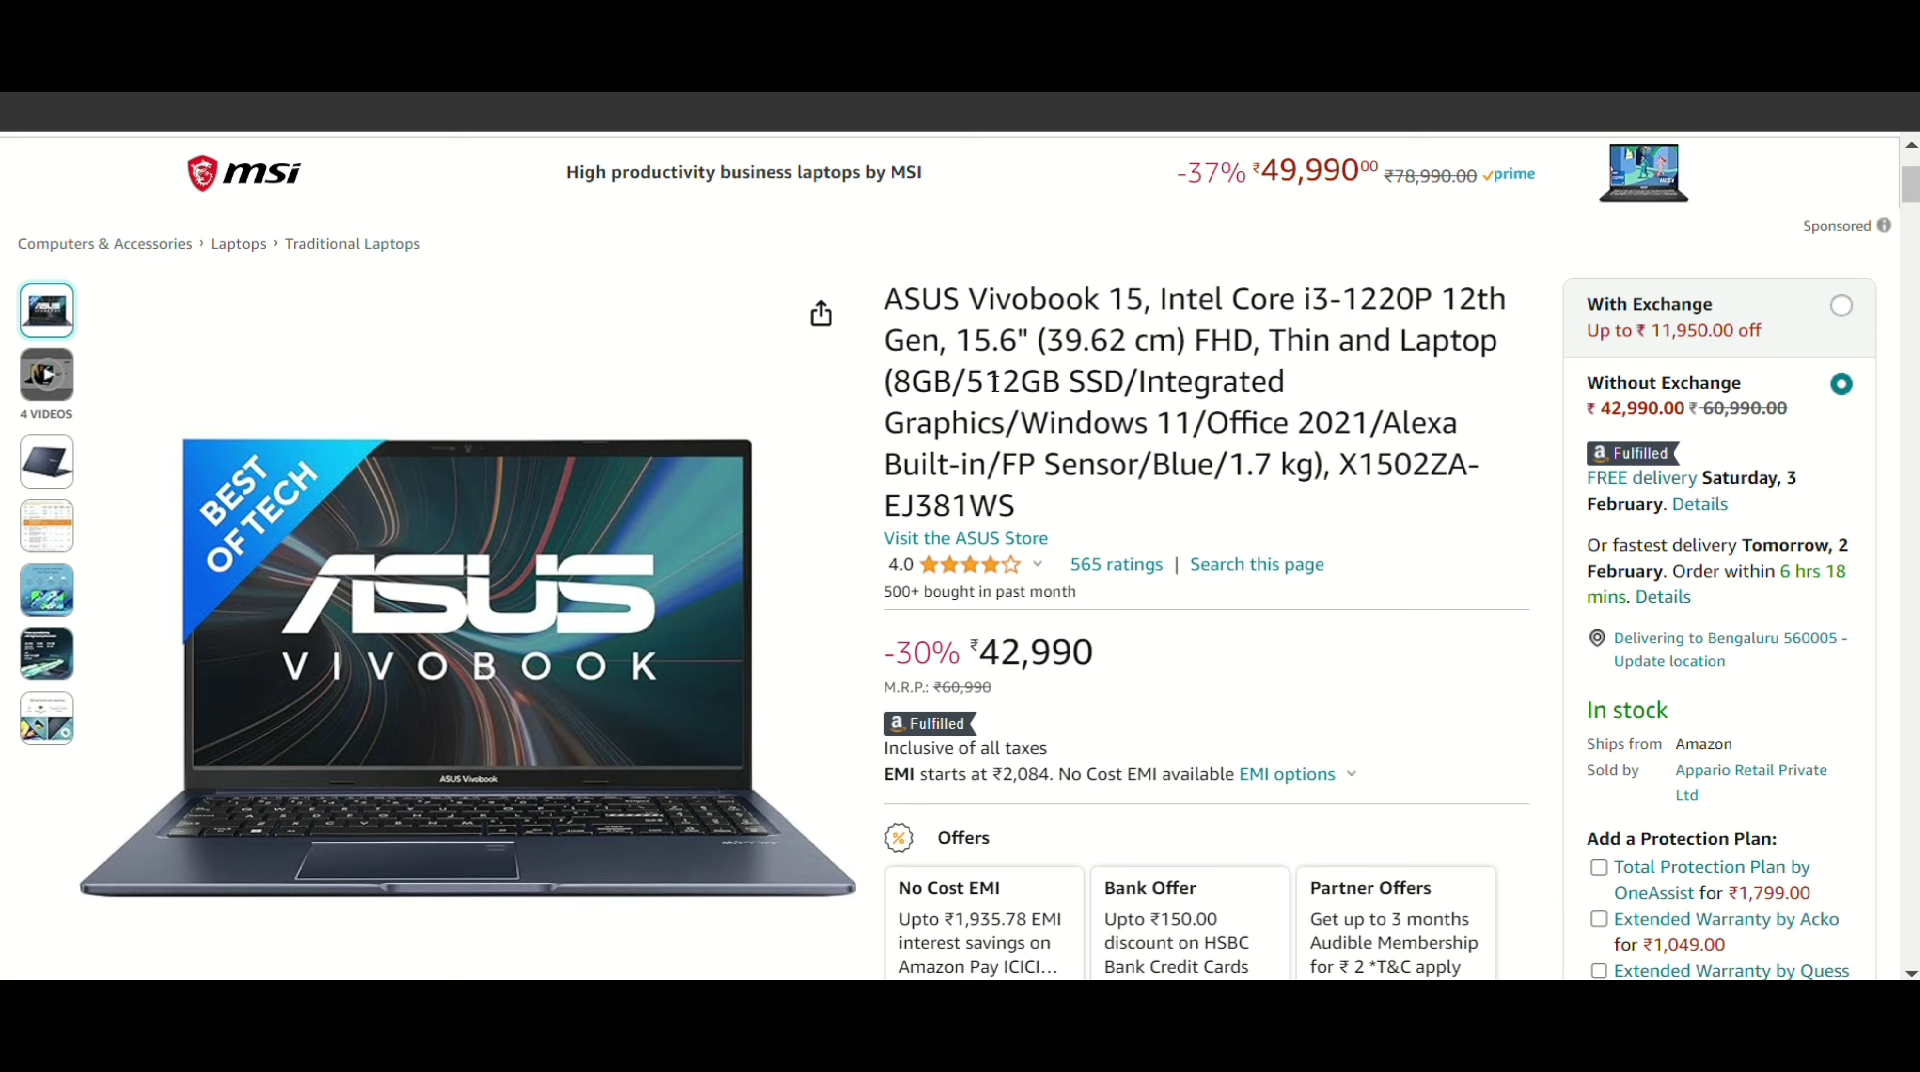 msi
High productivity business laptops by MSI
-37% ₹49,990⁰⁰ ₹78,990.00 prime
Sponsored
Computers & Accessories › Laptops › Traditional Laptops
4 VIDEOS
BEST
OF TECH
ASUS
VIVOBOOK
ASUS Vivobook
ASUS Vivobook 15, Intel Core i3-1220P 12th
Gen, 15.6" (39.62 cm) FHD, Thin and Laptop
(8GB/512GB SSD/Integrated
Graphics/Windows 11/Office 2021/Alexa
Built-in/FP Sensor/Blue/1.7 kg), X1502ZA-
EJ381WS
Visit the ASUS Store
4.0 565 ratings | Search this page
500+ bought in past month
-30% ₹42,990
M.R.P.: ₹60,990
a Fulfilled
Inclusive of all taxes
EMI starts at ₹2,084. No Cost EMI available EMI options
% Offers
No Cost EMI
Upto ₹1,935.78 EMI
interest savings on
Amazon Pay ICICI...
Bank Offer
Upto ₹150.00
discount on HSBC
Bank Credit Cards
Partner Offers
Get up to 3 months
Audible Membership
for ₹ 2 *T&C apply
With Exchange
Up to ₹ 11,950.00 off
Without Exchange
₹ 42,990.00 ₹ 60,990.00
a Fulfilled
FREE delivery Saturday, 3
February. Details
Or fastest delivery Tomorrow, 2
February. Order within 6 hrs 18
mins. Details
Delivering to Bengaluru 560005 -
Update location
In stock
Ships from Amazon
Sold by Appario Retail Private
Ltd
Add a Protection Plan:
Total Protection Plan by
OneAssist for ₹1,799.00
Extended Warranty by Acko
for ₹1,049.00
Extended Warranty by Quess